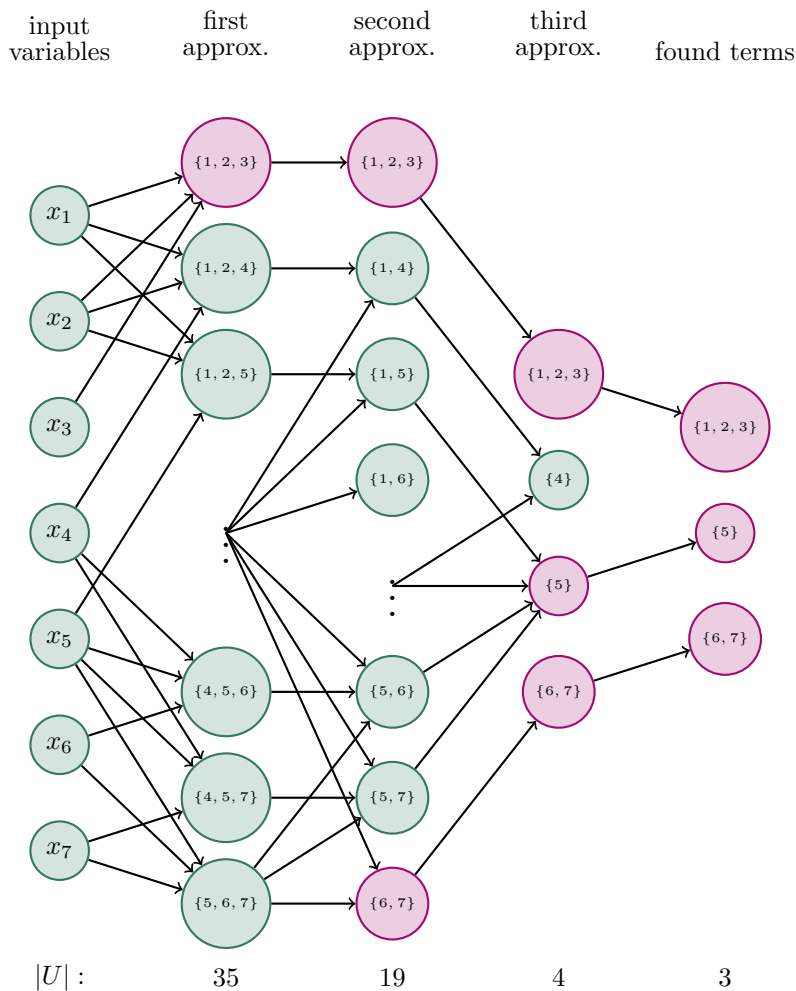 input variables
first approx.
second approx.
third approx.
found terms
x₁
x₂
x₃
x₄
x₅
x₆
x₇
{1, 2, 3}
{1, 2, 4}
{1, 2, 5}
⋮
{4, 5, 6}
{4, 5, 7}
{5, 6, 7}
{1, 2, 3}
{1, 4}
{1, 5}
{1, 6}
⋮
{5, 6}
{5, 7}
{6, 7}
{1, 2, 3}
{4}
{5}
{6, 7}
{1, 2, 3}
{5}
{6, 7}
|U| : 35 19 4 3